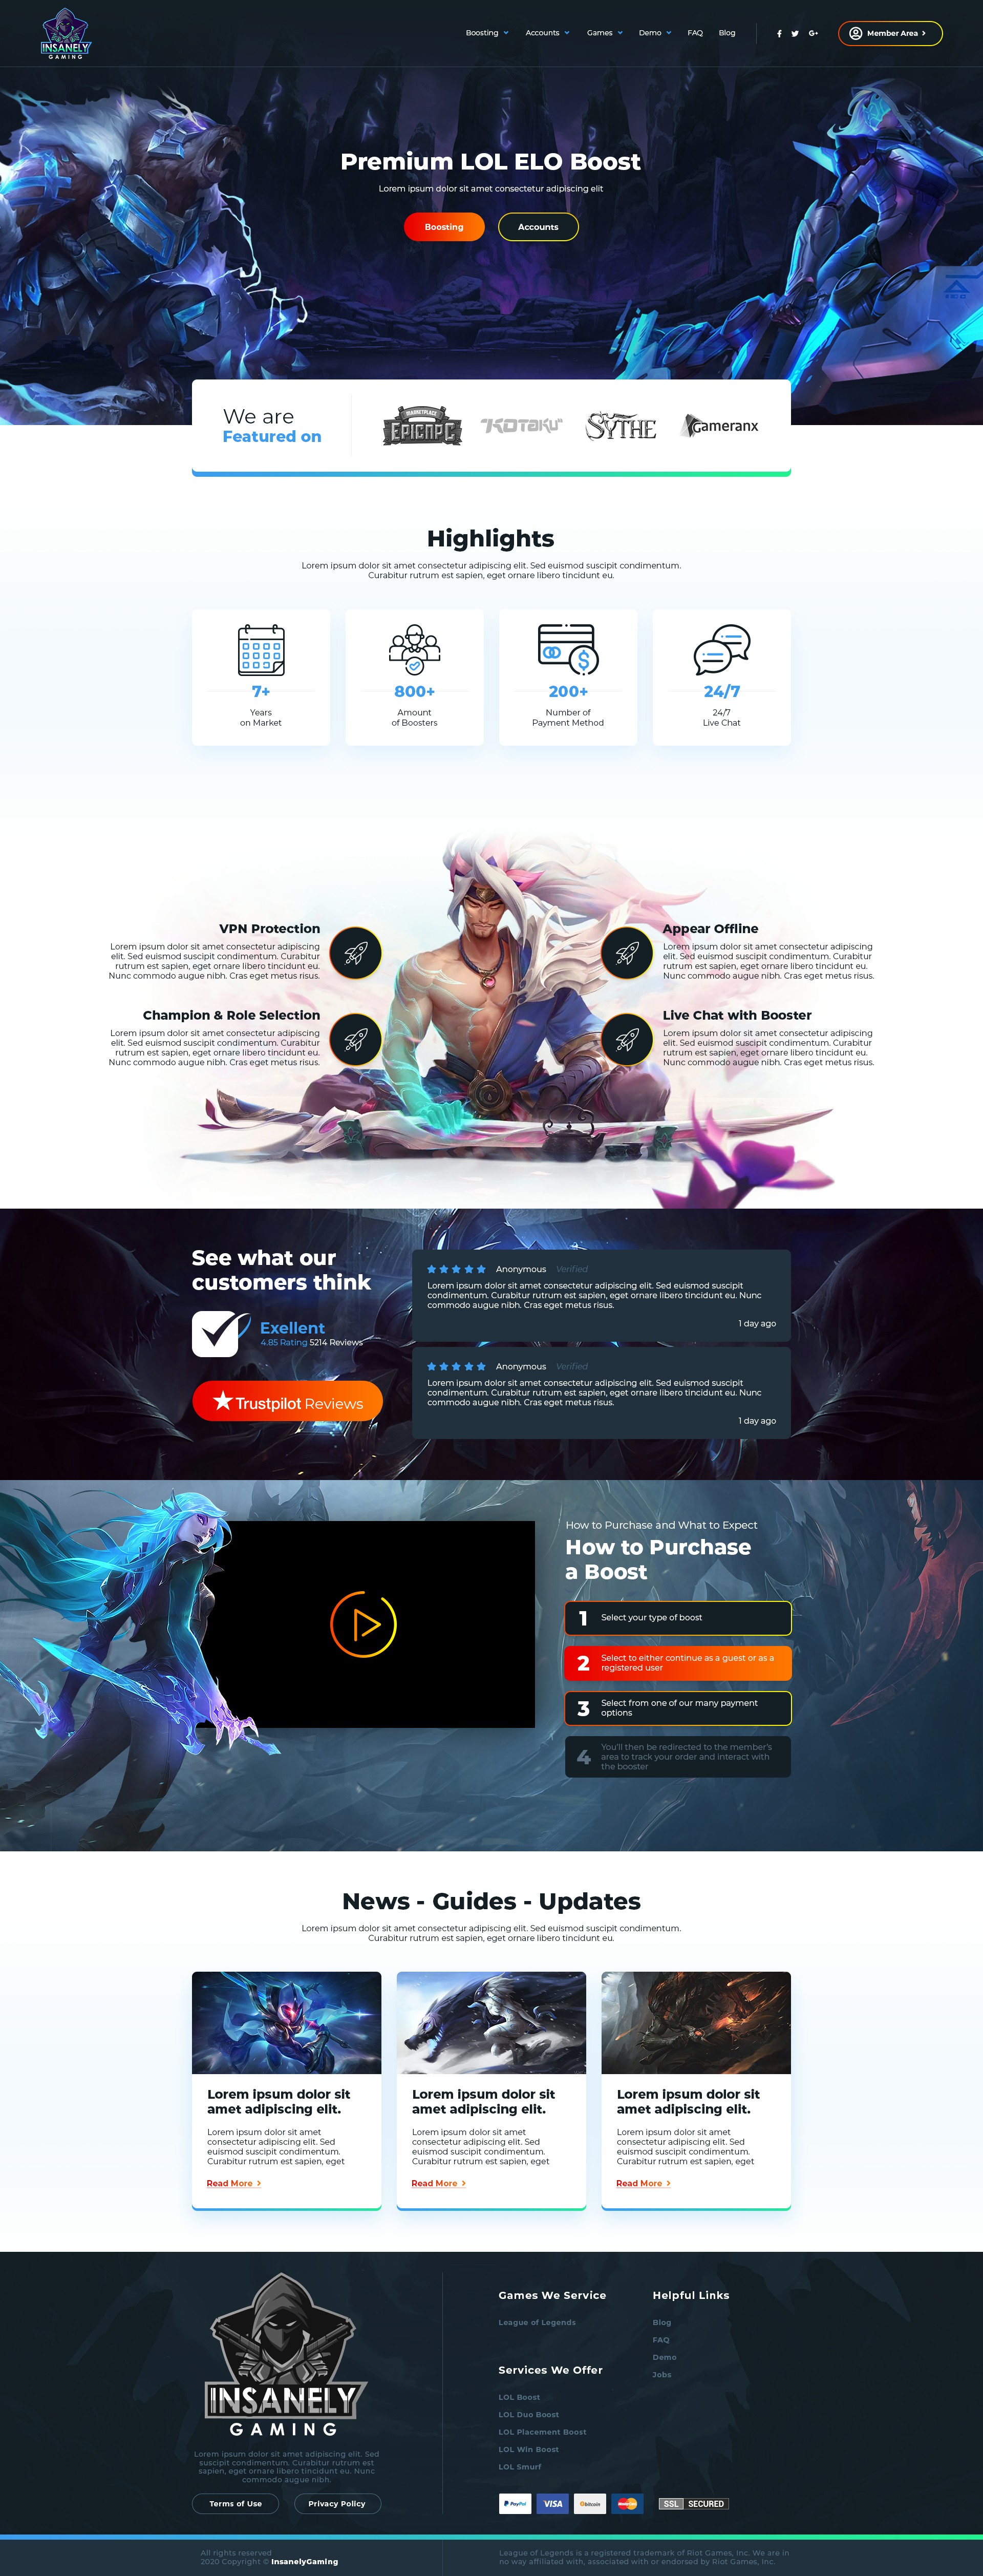 INSANELY
GAMING
Boosting
Accounts
Games
Demo
FAQ
Blog
Member Area
Premium LOL ELO Boost
Lorem ipsum dolor sit amet consectetur adipiscing elit
Boosting
Accounts
We are
Featured on
MARKETPLACE
EPICNPC
KOTAKU
SYTHE
Gameranx
Highlights
Lorem ipsum dolor sit amet consectetur adipiscing elit. Sed euismod suscipit condimentum.
Curabitur rutrum est sapien, eget ornare libero tincidunt eu.
7+
Years
on Market
800+
Amount
of Boosters
200+
Number of
Payment Method
24/7
24/7
Live Chat
VPN Protection
Lorem ipsum dolor sit amet consectetur adipiscing
elit. Sed euismod suscipit condimentum. Curabitur
rutrum est sapien, eget ornare libero tincidunt eu.
Nunc commodo augue nibh. Cras eget metus risus.
Appear Offline
Lorem ipsum dolor sit amet consectetur adipiscing
elit. Sed euismod suscipit condimentum. Curabitur
rutrum est sapien, eget ornare libero tincidunt eu.
Nunc commodo augue nibh. Cras eget metus risus.
Champion & Role Selection
Lorem ipsum dolor sit amet consectetur adipiscing
elit. Sed euismod suscipit condimentum. Curabitur
rutrum est sapien, eget ornare libero tincidunt eu.
Nunc commodo augue nibh. Cras eget metus risus.
Live Chat with Booster
Lorem ipsum dolor sit amet consectetur adipiscing
elit. Sed euismod suscipit condimentum. Curabitur
rutrum est sapien, eget ornare libero tincidunt eu.
Nunc commodo augue nibh. Cras eget metus risus.
See what our
customers think
Exellent
4.85 Rating 5214 Reviews
Trustpilot Reviews
Anonymous Verified
Lorem ipsum dolor sit amet consectetur adipiscing elit. Sed euismod suscipit
condimentum. Curabitur rutrum est sapien, eget ornare libero tincidunt eu. Nunc
commodo augue nibh. Cras eget metus risus.
1 day ago
Anonymous Verified
Lorem ipsum dolor sit amet consectetur adipiscing elit. Sed euismod suscipit
condimentum. Curabitur rutrum est sapien, eget ornare libero tincidunt eu. Nunc
commodo augue nibh. Cras eget metus risus.
1 day ago
How to Purchase and What to Expect
How to Purchase
a Boost
1 Select your type of boost
2 Select to either continue as a guest or as a
registered user
3 Select from one of our many payment
options
4 You'll then be redirected to the member's
area to track your order and interact with
the booster
News - Guides - Updates
Lorem ipsum dolor sit amet consectetur adipiscing elit. Sed euismod suscipit condimentum.
Curabitur rutrum est sapien, eget ornare libero tincidunt eu.
Lorem ipsum dolor sit
amet adipiscing elit.
Lorem ipsum dolor sit amet
consectetur adipiscing elit. Sed
euismod suscipit condimentum.
Curabitur rutrum est sapien, eget
Read More
Lorem ipsum dolor sit
amet adipiscing elit.
Lorem ipsum dolor sit amet
consectetur adipiscing elit. Sed
euismod suscipit condimentum.
Curabitur rutrum est sapien, eget
Read More
Lorem ipsum dolor sit
amet adipiscing elit.
Lorem ipsum dolor sit amet
consectetur adipiscing elit. Sed
euismod suscipit condimentum.
Curabitur rutrum est sapien, eget
Read More
INSANELY
GAMING
Lorem ipsum dolor sit amet adipiscing elit. Sed
suscipit condimentum. Curabitur rutrum est
sapien, eget ornare libero tincidunt eu. Nunc
commodo augue nibh.
Terms of Use
Privacy Policy
Games We Service
League of Legends
Services We Offer
LOL Boost
LOL Duo Boost
LOL Placement Boost
LOL Win Boost
LOL Smurf
Helpful Links
Blog
FAQ
Demo
Jobs
PayPal
VISA
bitcoin
MasterCard
SSL SECURED
All rights reserved
2020 Copyright © InsanelyGaming
League of Legends is a registered trademark of Riot Games, Inc. We are in
no way affiliated with, associated with or endorsed by Riot Games, Inc.